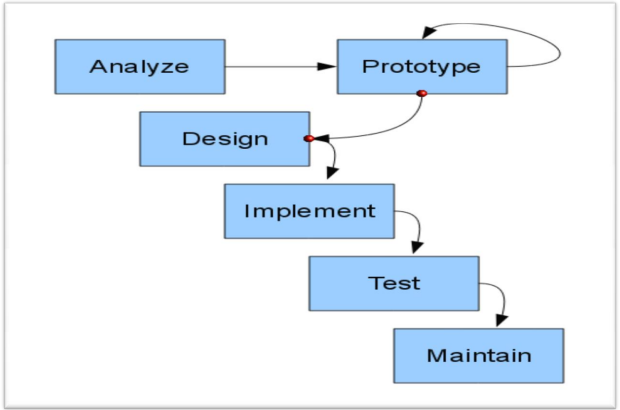 Analyze
Prototype
Design
Implement
Test
Maintain